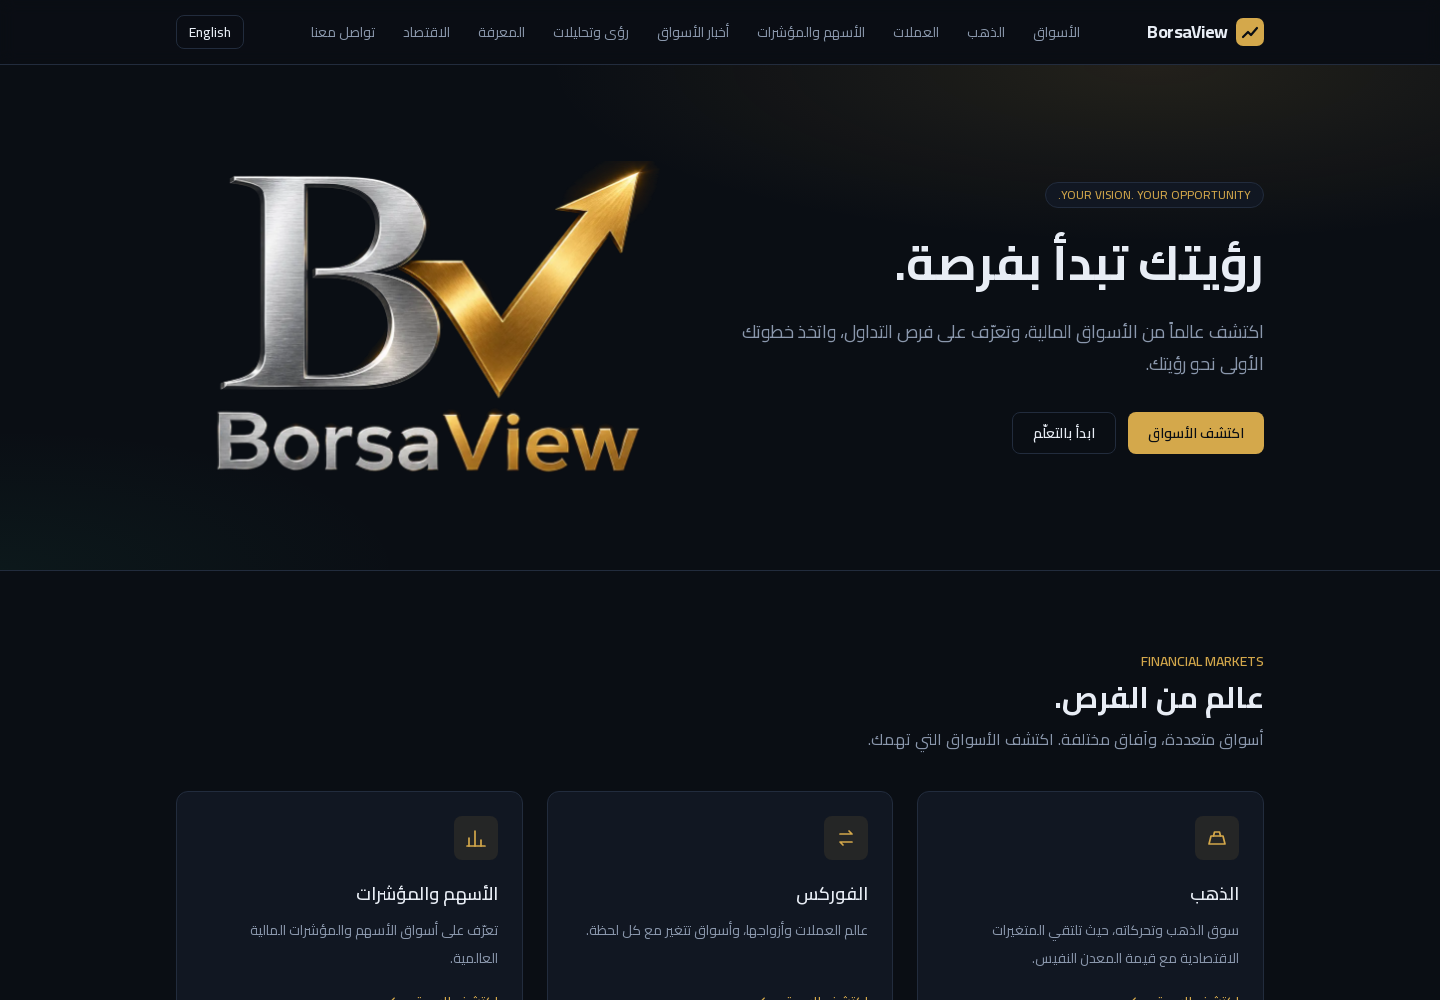 BorsaView
الأسواق
الذهب
العملات
الأسهم والمؤشرات
أخبار الأسواق
رؤى وتحليلات
المعرفة
الاقتصاد
تواصل معنا
English
YOUR VISION. YOUR OPPORTUNITY.
رؤيتك تبدأ بفرصة.
اكتشف عالماً من الأسواق المالية، وتعرّف على فرص التداول، واتخذ خطوتك
الأولى نحو رؤيتك.
اكتشف الأسواق
ابدأ بالتعلّم
BV
BorsaView
FINANCIAL MARKETS
عالم من الفرص.
أسواق متعددة، وآفاق مختلفة. اكتشف الأسواق التي تهمك.
الذهب
سوق الذهب وتحركاته، حيث تلتقي المتغيرات
الاقتصادية مع قيمة المعدن النفيس.
الفوركس
عالم العملات وأزواجها، وأسواق تتغير مع كل لحظة.
الأسهم والمؤشرات
تعرّف على أسواق الأسهم والمؤشرات المالية
العالمية.